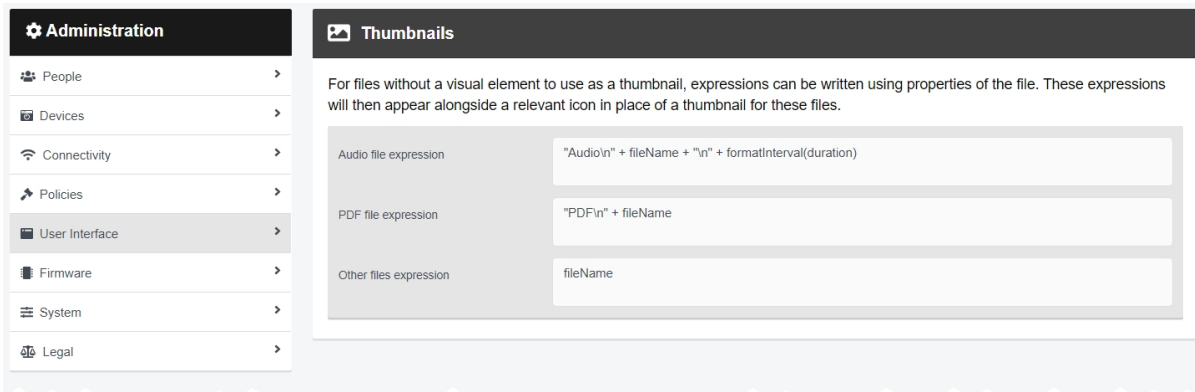 Administration
People
Devices
Connectivity
Policies
User Interface
Firmware
System
Legal
Thumbnails
For files without a visual element to use as a thumbnail, expressions can be written using properties of the file. These expressions
will then appear alongside a relevant icon in place of a thumbnail for these files.
Audio file expression
"Audio\n" + fileName + "\n" + formatInterval(duration)
PDF file expression
"PDF\n" + fileName
Other files expression
fileName